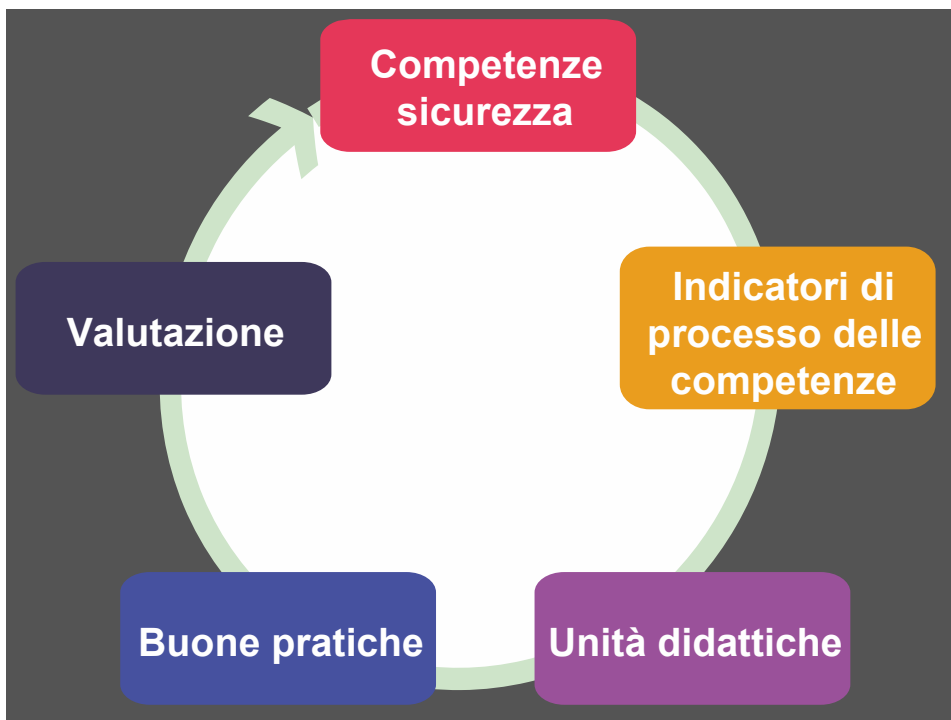 Competenze
sicurezza
Indicatori di
processo delle
competenze
Unità didattiche
Buone pratiche
Valutazione